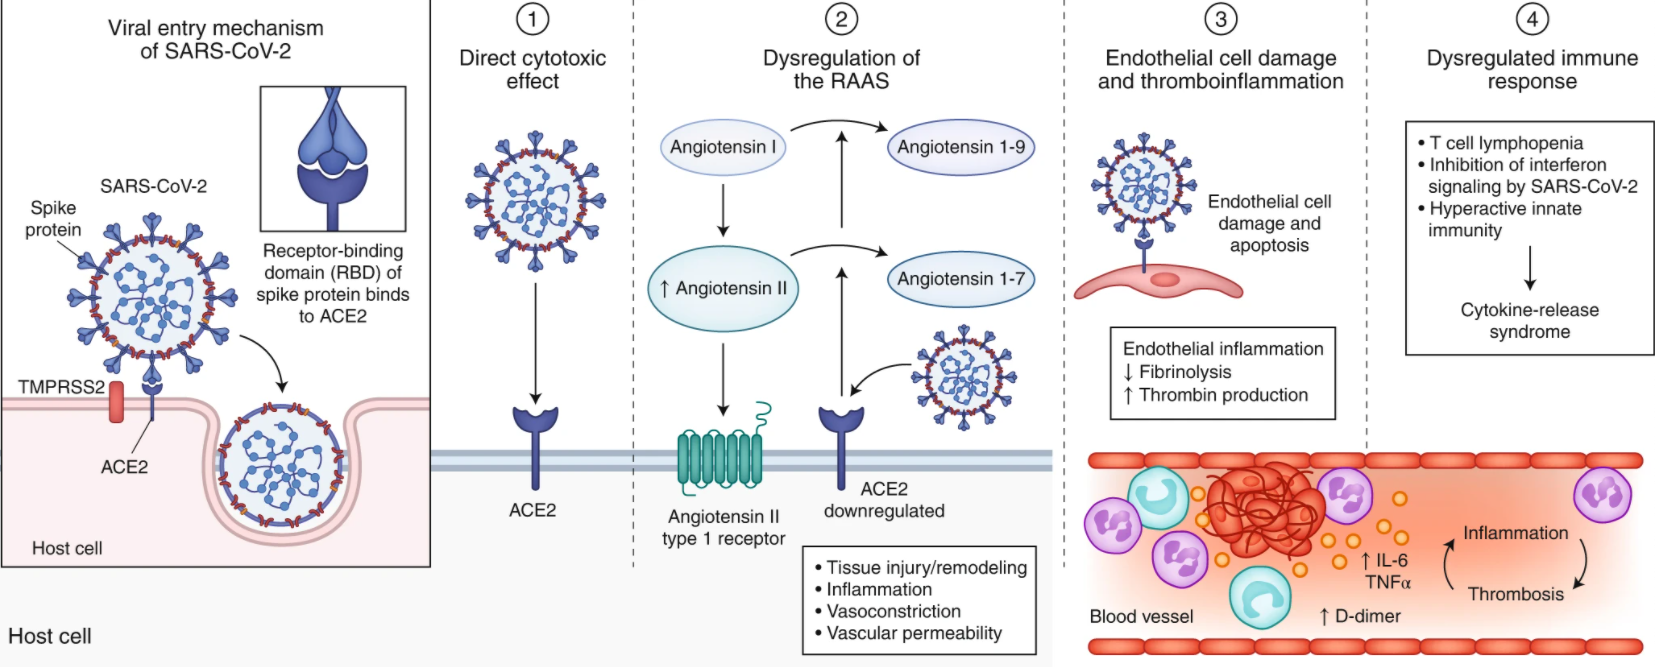 Viral entry mechanism
of SARS-CoV-2
SARS-CoV-2
Spike
protein
Receptor-binding
domain (RBD) of
spike protein binds
to ACE2
TMPRSS2
ACE2
Host cell
Host cell
1
Direct cytotoxic
effect
ACE2
2
Dysregulation of
the RAAS
Angiotensin I
Angiotensin 1-9
↑ Angiotensin II
Angiotensin 1-7
Angiotensin II
type 1 receptor
ACE2
downregulated
• Tissue injury/remodeling
• Inflammation
• Vasoconstriction
• Vascular permeability
3
Endothelial cell damage
and thromboinflammation
Endothelial cell
damage and
apoptosis
Endothelial inflammation
↓ Fibrinolysis
↑ Thrombin production
4
Dysregulated immune
response
• T cell lymphopenia
• Inhibition of interferon
signaling by SARS-CoV-2
• Hyperactive innate
immunity
Cytokine-release
syndrome
Inflammation
↑ IL-6
TNFα
Thrombosis
Blood vessel
↑ D-dimer